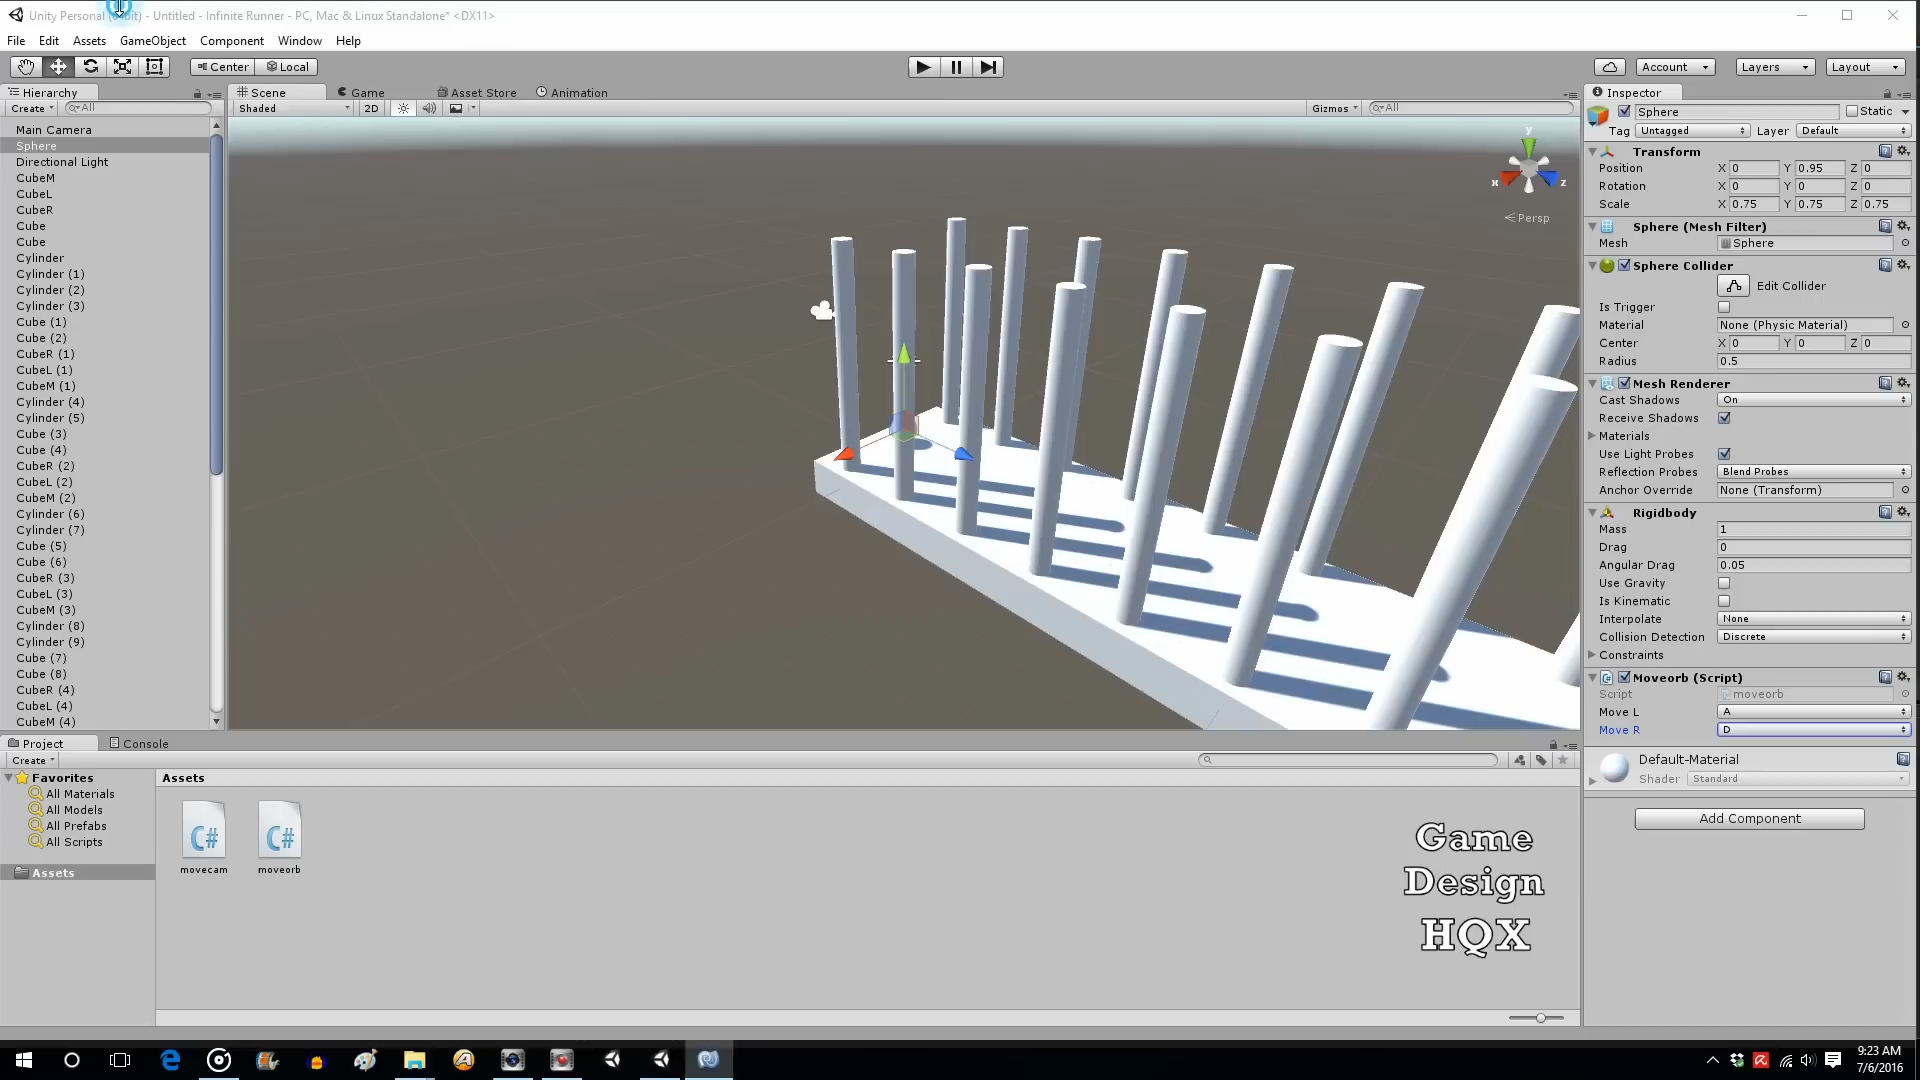 Unity Personal (64bit) - Untitled - Infinite Runner - PC, Mac & Linux Standalone* <DX11>
File Edit Assets GameObject Component Window Help
Center Local Account Layers Layout
Hierarchy
Create All
Main Camera
Sphere
Directional Light
CubeM
CubeL
CubeR
Cube
Cube
Cylinder
Cylinder (1)
Cylinder (2)
Cylinder (3)
Cube (1)
Cube (2)
CubeR (1)
CubeL (1)
CubeM (1)
Cylinder (4)
Cylinder (5)
Cube (3)
Cube (4)
CubeR (2)
CubeL (2)
CubeM (2)
Cylinder (6)
Cylinder (7)
Cube (5)
Cube (6)
CubeR (3)
CubeL (3)
CubeM (3)
Cylinder (8)
Cylinder (9)
Cube (7)
Cube (8)
CubeR (4)
CubeL (4)
CubeM (4)
Scene Game Asset Store Animation
Shaded 2D Gizmos All
y
x z
Persp
Inspector
Sphere Static
Tag Untagged Layer Default
Transform
Position X 0 Y 0.95 Z 0
Rotation X 0 Y 0 Z 0
Scale X 0.75 Y 0.75 Z 0.75
Sphere (Mesh Filter)
Mesh Sphere
Sphere Collider
Edit Collider
Is Trigger
Material None (Physic Material)
Center X 0 Y 0 Z 0
Radius 0.5
Mesh Renderer
Cast Shadows On
Receive Shadows
Materials
Use Light Probes
Reflection Probes Blend Probes
Anchor Override None (Transform)
Rigidbody
Mass 1
Drag 0
Angular Drag 0.05
Use Gravity
Is Kinematic
Interpolate None
Collision Detection Discrete
Constraints
Moveorb (Script)
Script moveorb
Move L A
Move R D
Default-Material
Shader Standard
Add Component
Project Console
Create
Favorites
All Materials
All Models
All Prefabs
All Scripts
Assets
Assets
C# C#
movecam moveorb
Game
Design
HQX
9:23 AM
7/6/2016